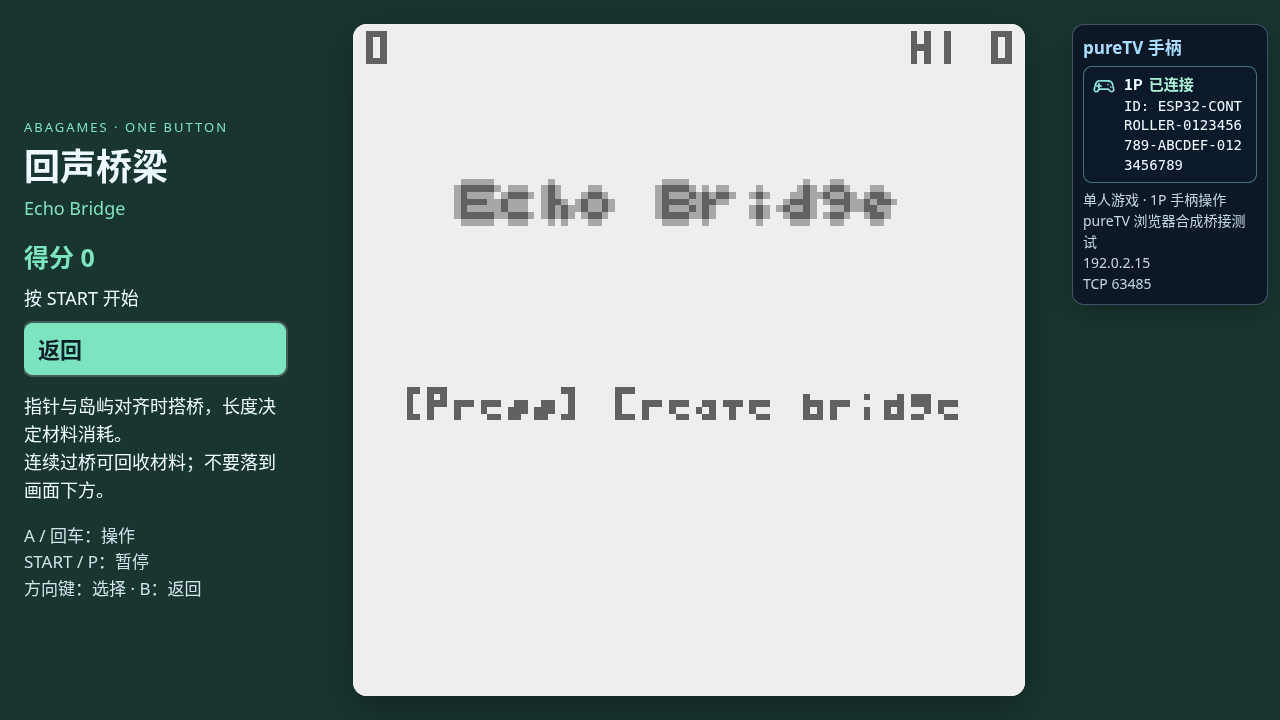 ABAGAMES · ONE BUTTON
回声桥梁
Echo Bridge
得分 0
按 START 开始
返回
指针与岛屿对齐时搭桥，长度决
定材料消耗。
连续过桥可回收材料；不要落到
画面下方。
A / 回车：操作
START / P：暂停
方向键：选择 · B：返回
0
HI 0
Echo Bridge
[Press] Create bridge
pureTV 手柄
1P 已连接
ID: ESP32-CONT
ROLLER-0123456
789-ABCDEF-012
3456789
单人游戏 · 1P 手柄操作
pureTV 浏览器合成桥接测
试
192.0.2.15
TCP 63485